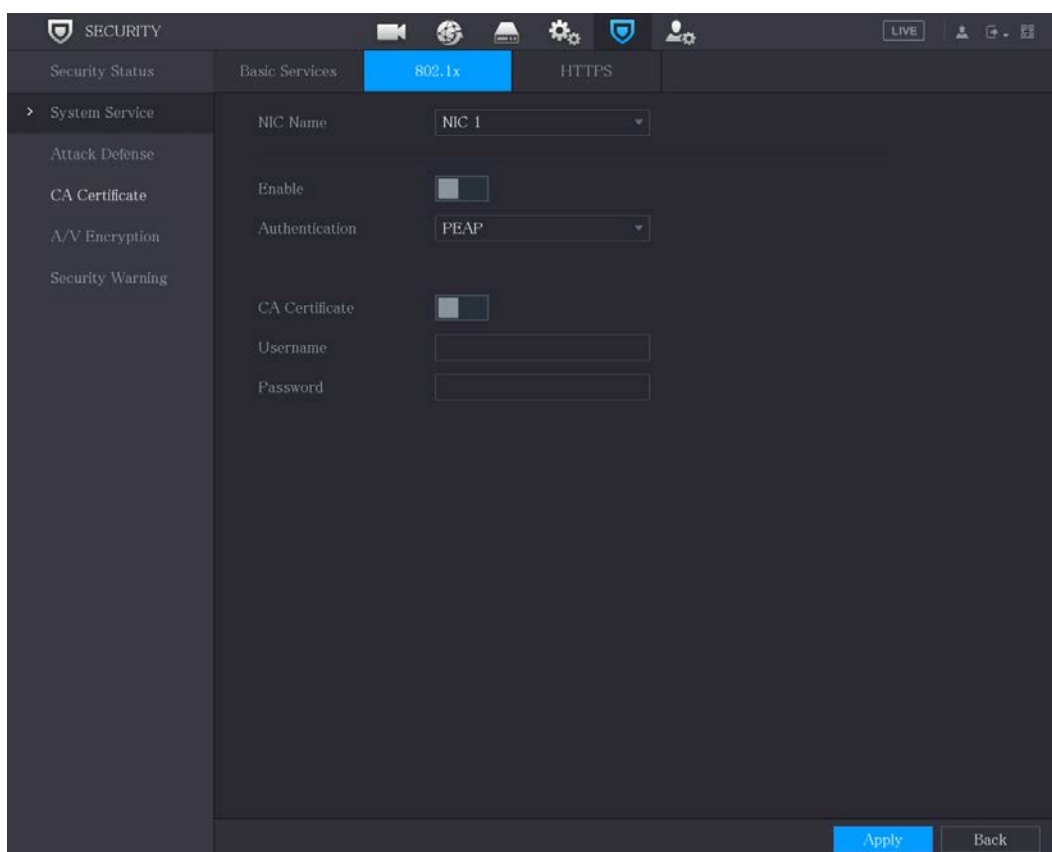 SECURITY
LIVE
Security Status
Basic Services 802.1x HTTPS
> System Service
NIC Name NIC 1
Attack Defense
CA Certificate
Enable
A/V Encryption
Authentication PEAP
Security Warning
CA Certificate
Username
Password
Apply Back